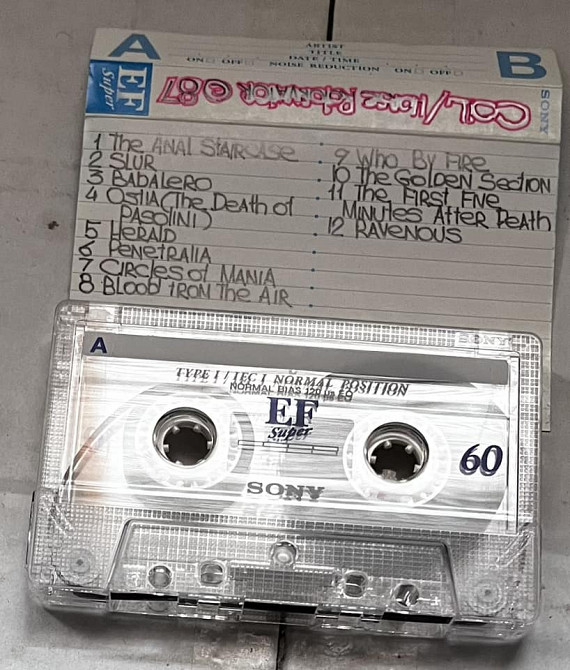 A
B
ARTIST
TITLE
DATE / TIME
ON□ OFF□ NOISE REDUCTION ON□ OFF□
EF
Super
COIL/HORSE ROTORVATOR @87
SONY
1 The ANAL STAIRCASE
2 SLUR
3 BABALERO
4 OSTIA (The Death of
PASOLINI)
5 HERALD
6 PENETRALIA
7 CIRCLES of MANIA
8 BLOOD fROM The AIR
9 WHO BY FIRE
10 The GOLDEN SECTION
11 The FIRST FIVE
MINUTES AFTER DEATH
12 RAVENOUS
SONY
A
TYPE I / IEC I NORMAL POSITION
NORMAL BIAS 120 μs EQ
EF
super
60
SONY